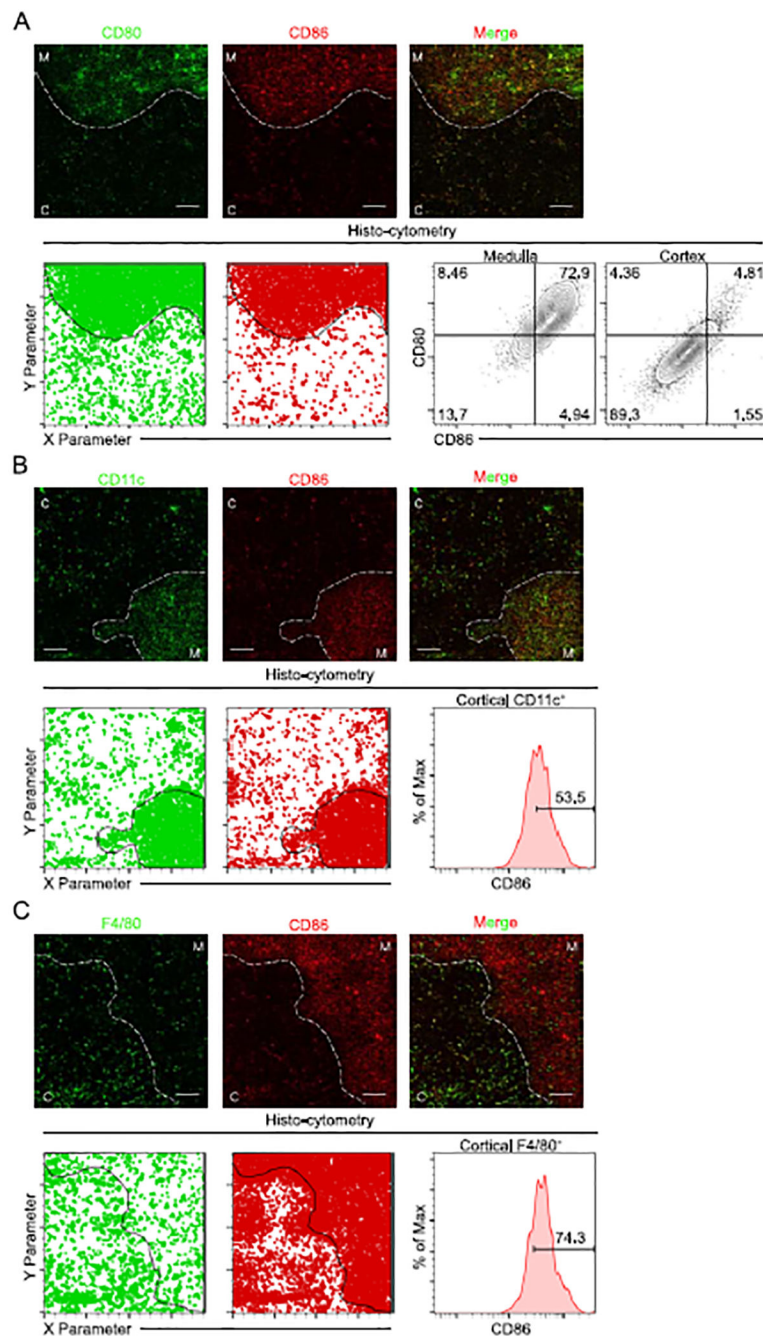 A
CD80 CD86 Merge
M M M
C C C
Histo-cytometry
Medulla Cortex
8.46 72.9 4.36 4.81
Y Parameter CD80
13.7 4.94 89.3 1.55
X Parameter CD86
B
CD11c CD86 Merge
C C C
M M M
Histo-cytometry
Cortical CD11c⁺
Y Parameter % of Max
53.5
X Parameter CD86
C
F4/80 CD86 Merge
M M M
C C C
Histo-cytometry
Cortical F4/80⁺
Y Parameter % of Max
74.3
X Parameter CD86